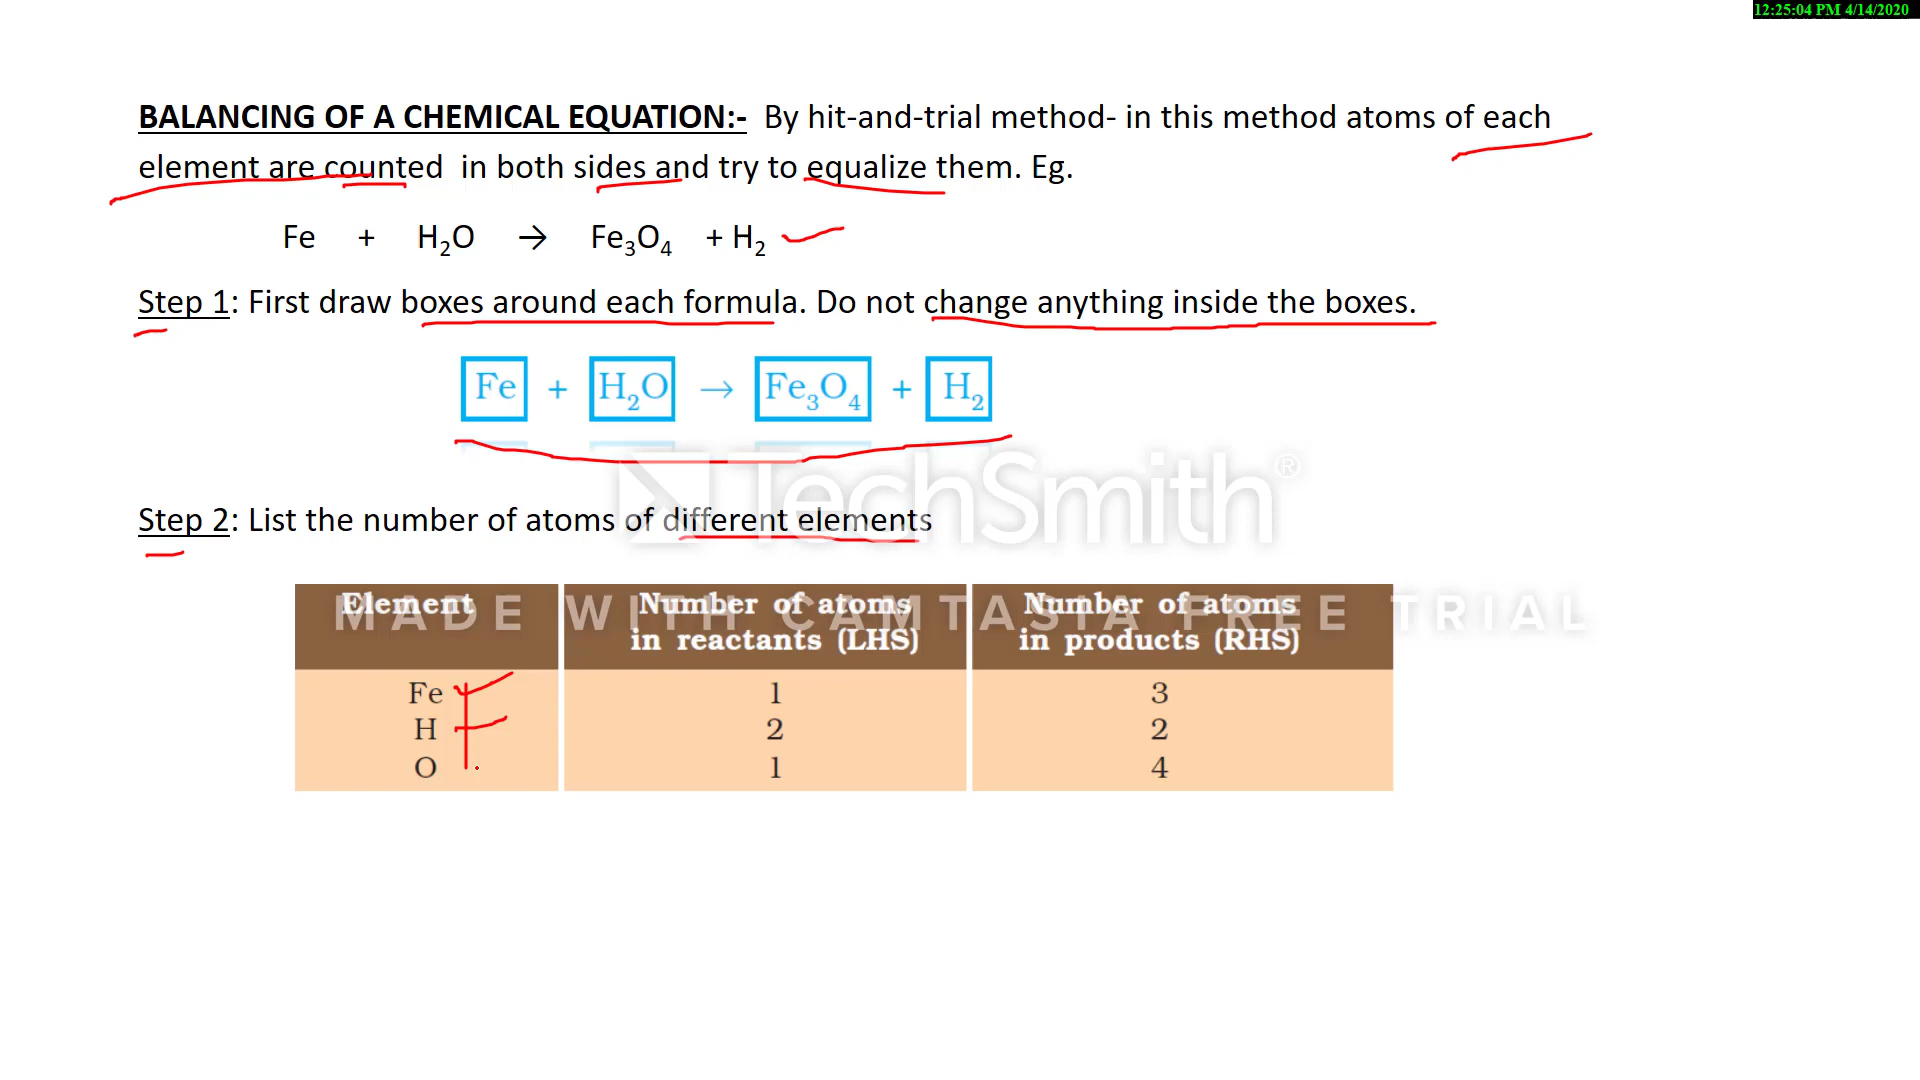 12:25:04 PM 4/14/2020
BALANCING OF A CHEMICAL EQUATION:- By hit-and-trial method- in this method atoms of each
element are counted in both sides and try to equalize them. Eg.
Fe + H₂O → Fe₃O₄ + H₂
Step 1: First draw boxes around each formula. Do not change anything inside the boxes.
Fe + H₂O → Fe₃O₄ + H₂
TechSmith®
Step 2: List the number of atoms of different elements
MADE WITH CAMTASIA FREE TRIAL
Element Number of atoms Number of atoms
in reactants (LHS) in products (RHS)
Fe 1 3
H 2 2
O 1 4